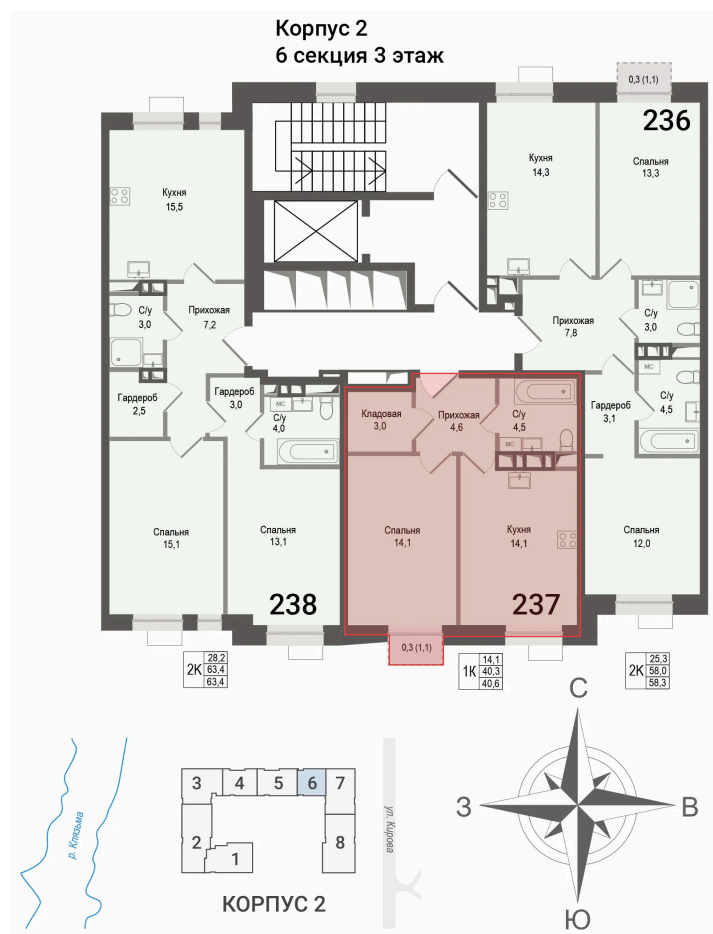 Корпус 2
6 секция 3 этаж
0,3 (1,1)
236
Кухня
14,3
Спальня
13,3
Кухня
15,5
С/у
3,0
Прихожая
7,2
Прихожая
7,8
С/у
3,0
Гардероб
2,5
Гардероб
3,0
МС
С/у
4,0
Кладовая
3,0
Прихожая
4,6
С/у
4,5
МС
Гардероб
3,1
МС
С/у
4,5
Спальня
15,1
Спальня
13,1
Спальня
14,1
Кухня
14,1
Спальня
12,0
238
237
0,3 (1,1)
2К
28,2
63,4
63,4
1К
14,1
40,3
40,6
2К
25,3
58,0
58,3
р. Клязьма
3
4
5
6
7
2
1
8
КОРПУС 2
ул. Кирова
С
З
В
Ю